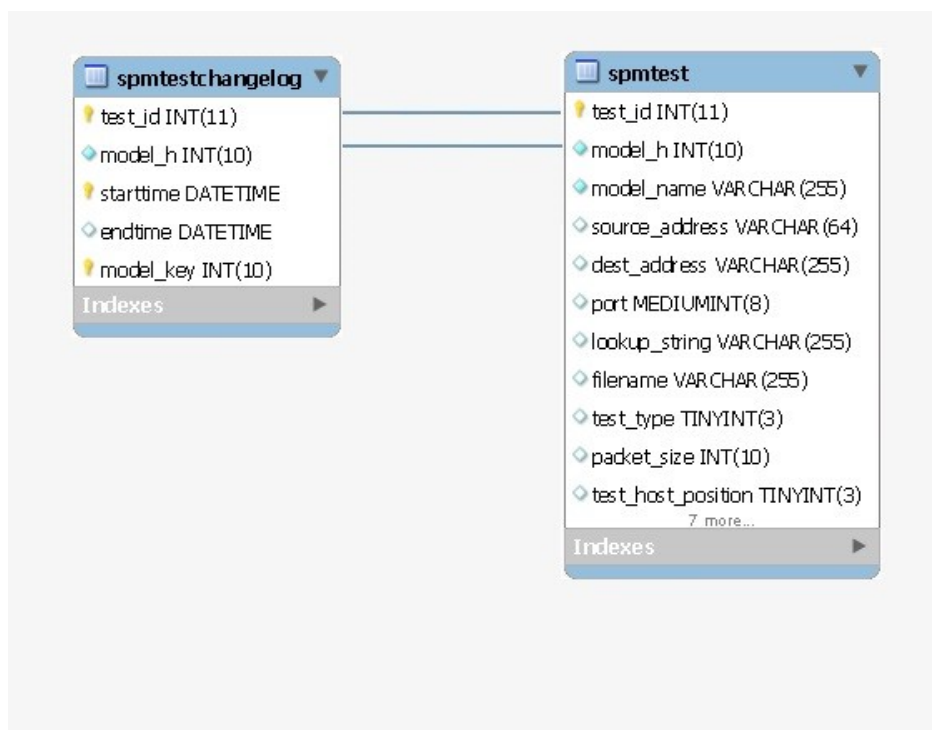 spmtestchangelog
test_id INT(11)
model_h INT(10)
starttime DATETIME
endtime DATETIME
model_key INT(10)
Indexes
spmtest
test_id INT(11)
model_h INT(10)
model_name VARCHAR(255)
source_address VARCHAR(64)
dest_address VARCHAR(255)
port MEDIUMINT(8)
lookup_string VARCHAR(255)
filename VARCHAR(255)
test_type TINYINT(3)
packet_size INT(10)
test_host_position TINYINT(3)
7 more...
Indexes